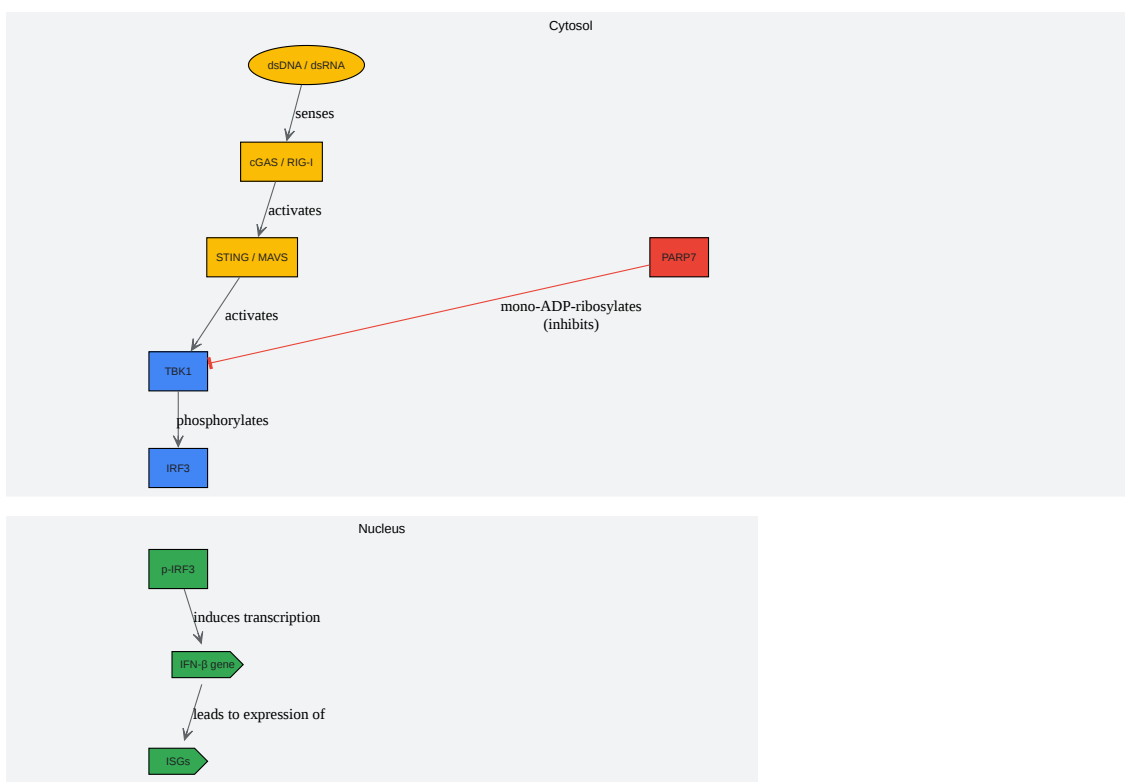 Cytosol
dsDNA / dsRNA
senses
cGAS / RIG-I
activates
STING / MAVS
PARP7
mono-ADP-ribosylates
(inhibits)
activates
TBK1
phosphorylates
IRF3
Nucleus
p-IRF3
induces transcription
IFN-β gene
leads to expression of
ISGs